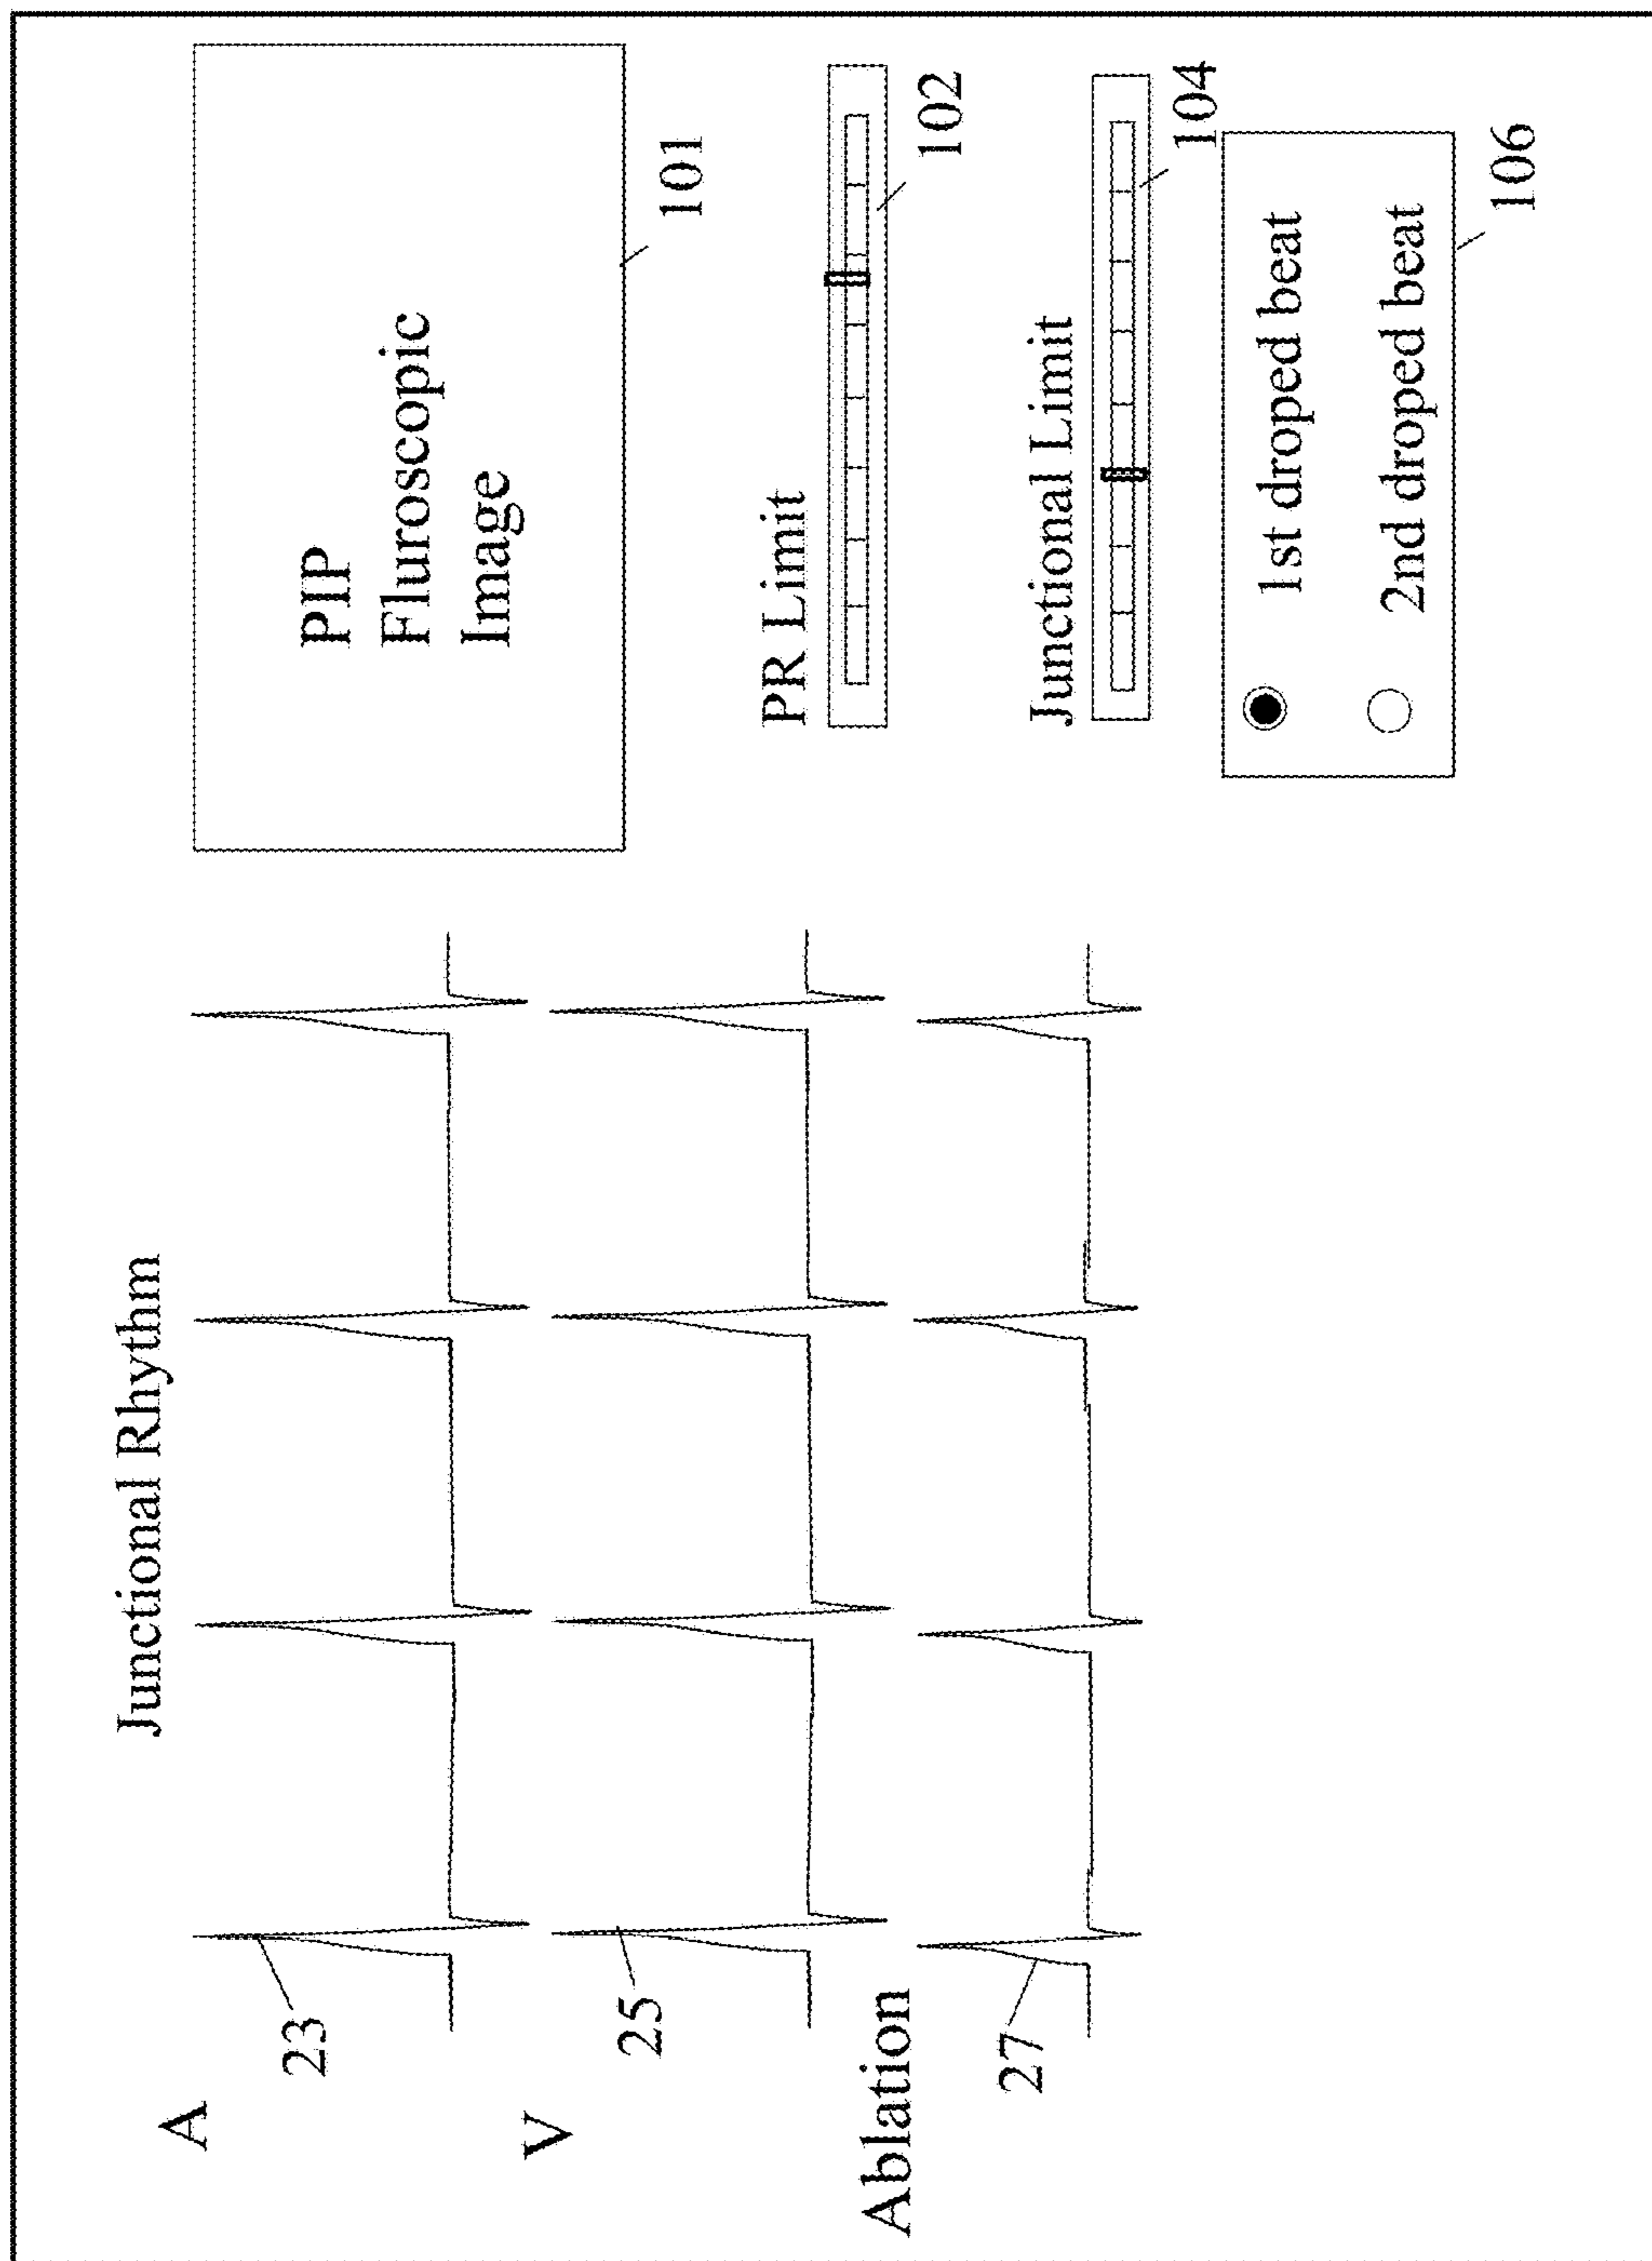 Junctional Rhythm
A
23
V
25
Ablation
27
PIP
Fluroscopic
Image
101
PR Limit
102
Junctional Limit
104
1st droped beat
2nd droped beat
106